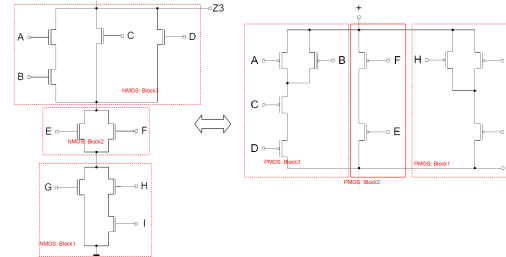 Z3
A
C
D
B
NMOS: Block3
E
F
NMOS: Block2
G
H
I
NMOS: Block1
+
A
B
F
H
C
E
D
PMOS: Block3
PMOS: Block1
PMOS: Block2